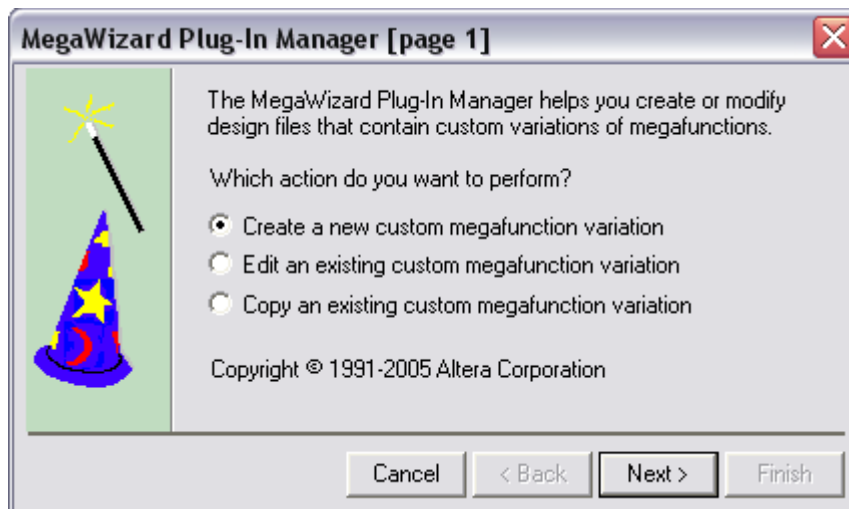 MegaWizard Plug-In Manager [page 1]
The MegaWizard Plug-In Manager helps you create or modify
design files that contain custom variations of megafunctions.
Which action do you want to perform?
Create a new custom megafunction variation
Edit an existing custom megafunction variation
Copy an existing custom megafunction variation
Copyright © 1991-2005 Altera Corporation
Cancel
< Back
Next >
Finish